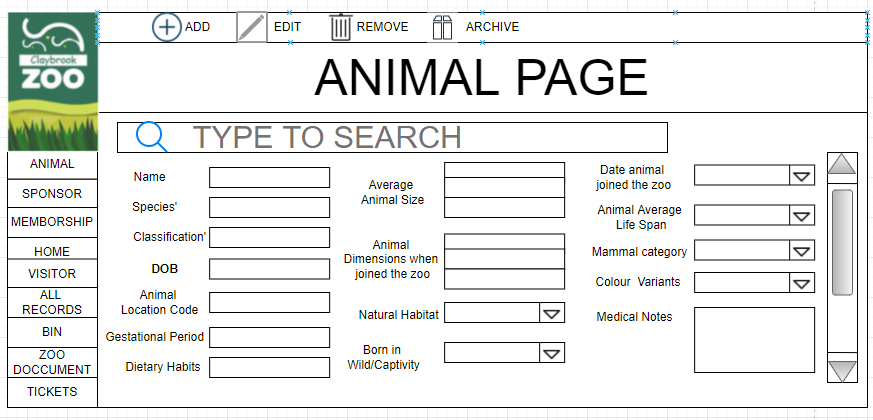 ADD EDIT REMOVE ARCHIVE
Claybrook
ZOO
ANIMAL PAGE
TYPE TO SEARCH
ANIMAL
SPONSOR
MEMBORSHIP
HOME
VISITOR
ALL
RECORDS
BIN
ZOO
DOCCUMENT
TICKETS
Name
Species'
Classification'
DOB
Animal
Location Code
Gestational Period
Dietary Habits
Average
Animal Size
Animal
Dimensions when
joined the zoo
Natural Habitat
Born in
Wild/Captivity
Date animal
joined the zoo
Animal Average
Life Span
Mammal category
Colour Variants
Medical Notes